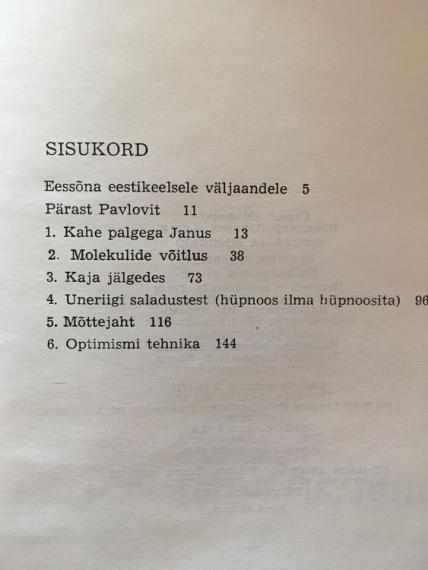 SISUKORD
Eessõna eestikeelsele väljaandele 5
Pärast Pavlovit 11
1. Kahe palgega Janus 13
2. Molekulide võitlus 38
3. Kaja jälgedes 73
4. Uneriigi saladustest (hüpnoos ilma hüpnoosita) 96
5. Mõttejaht 116
6. Optimismi tehnika 144